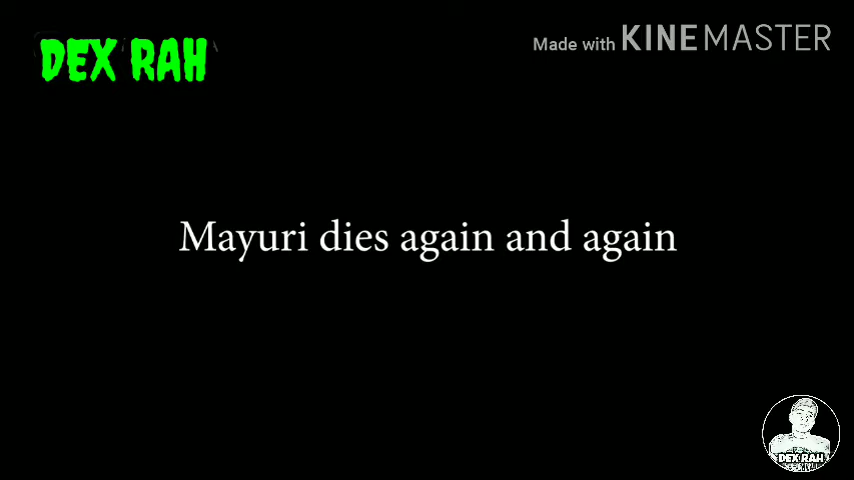 DEX RAH
Made with KINEMASTER
Mayuri dies again and again
DEX RAH